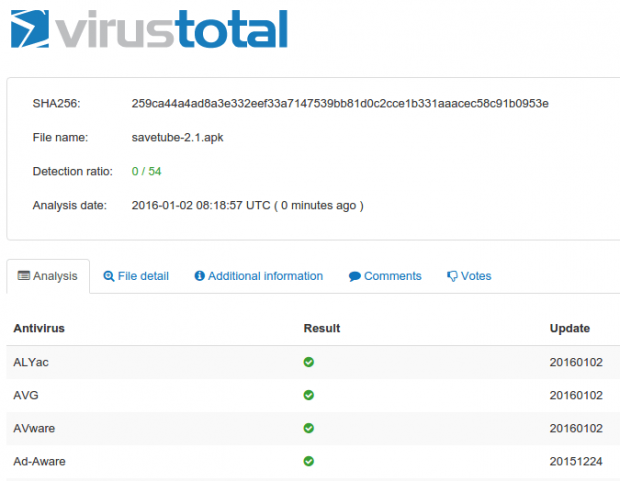 virustotal
SHA256: 259ca44a4ad8a3e332eef33a7147539bb81d0c2cce1b331aaacec58c91b0953e
File name: savetube-2.1.apk
Detection ratio: 0 / 54
Analysis date: 2016-01-02 08:18:57 UTC ( 0 minutes ago )
Analysis File detail Additional information Comments Votes
Antivirus Result Update
ALYac 20160102
AVG 20160102
AVware 20160102
Ad-Aware 20151224